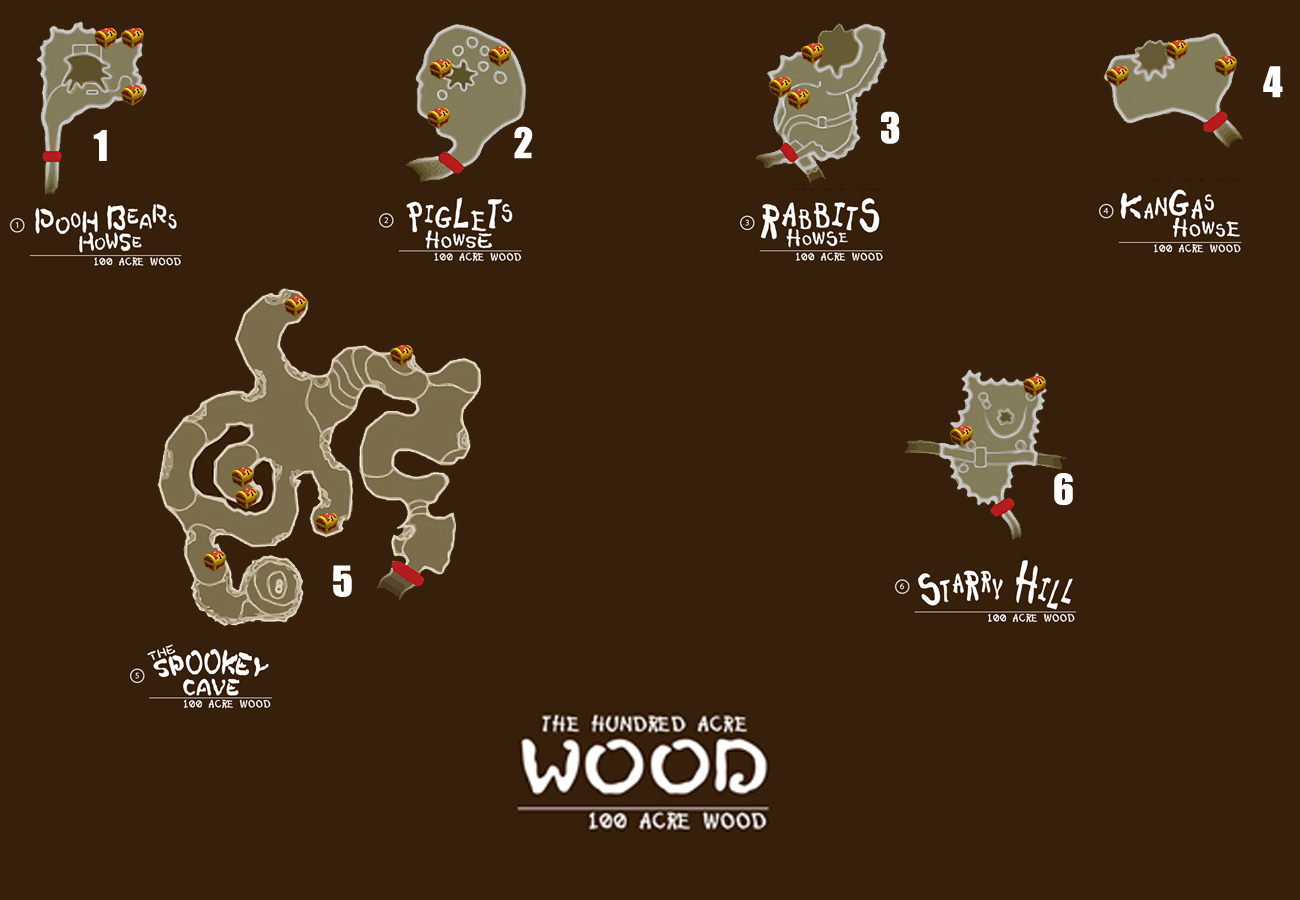 1
2
3
4
1 POOH BEARS
HOWSE
100 ACRE WOOD
2 PIGLETS
HOWSE
100 ACRE WOOD
3 RABBITS
HOWSE
100 ACRE WOOD
4 KANGAS
HOWSE
100 ACRE WOOD
5
6
8
6 STARRY HILL
100 ACRE WOOD
THE
5 SPOOKEY
CAVE
100 ACRE WOOD
THE HUNDRED ACRE
WOOD
100 ACRE WOOD